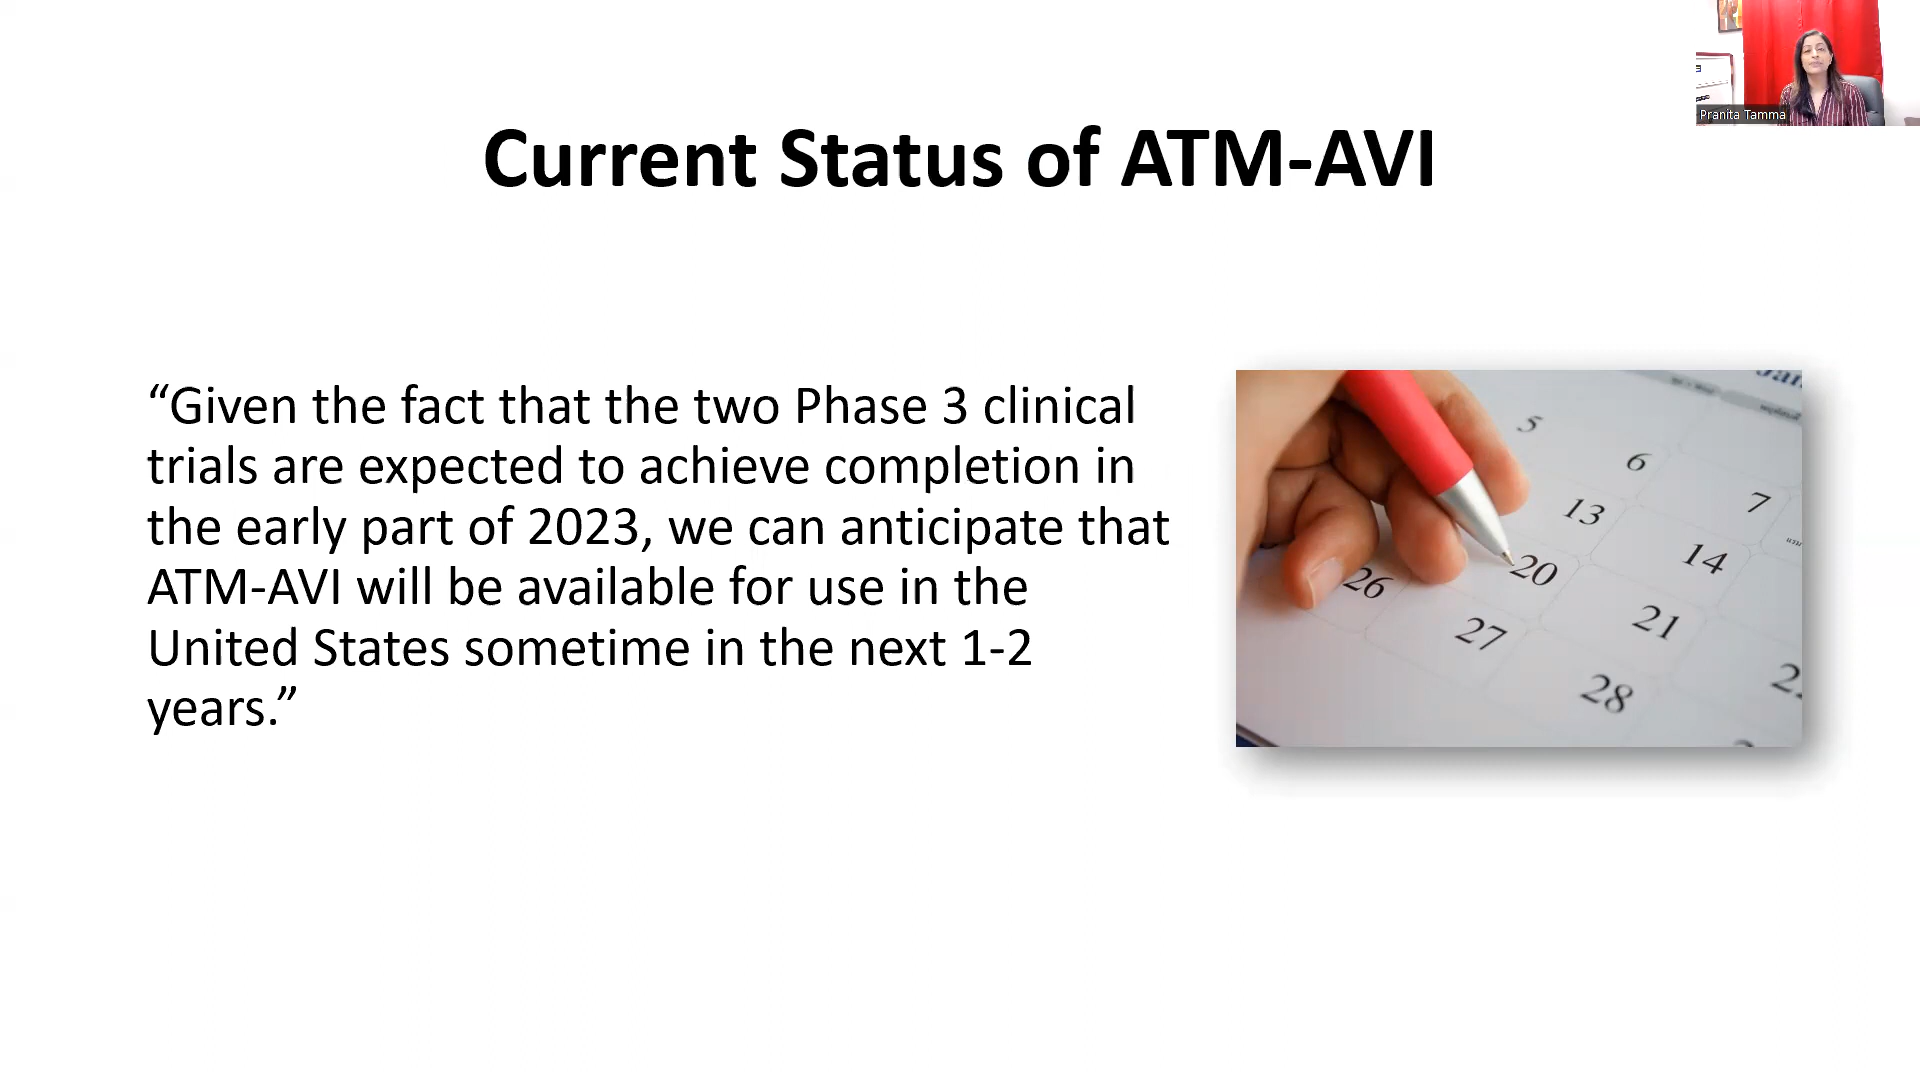 Pranita Tamma
Current Status of ATM-AVI
“Given the fact that the two Phase 3 clinical
trials are expected to achieve completion in
the early part of 2023, we can anticipate that
ATM-AVI will be available for use in the
United States sometime in the next 1-2
years.”
5
6
7
13
14
20
21
26
27
28